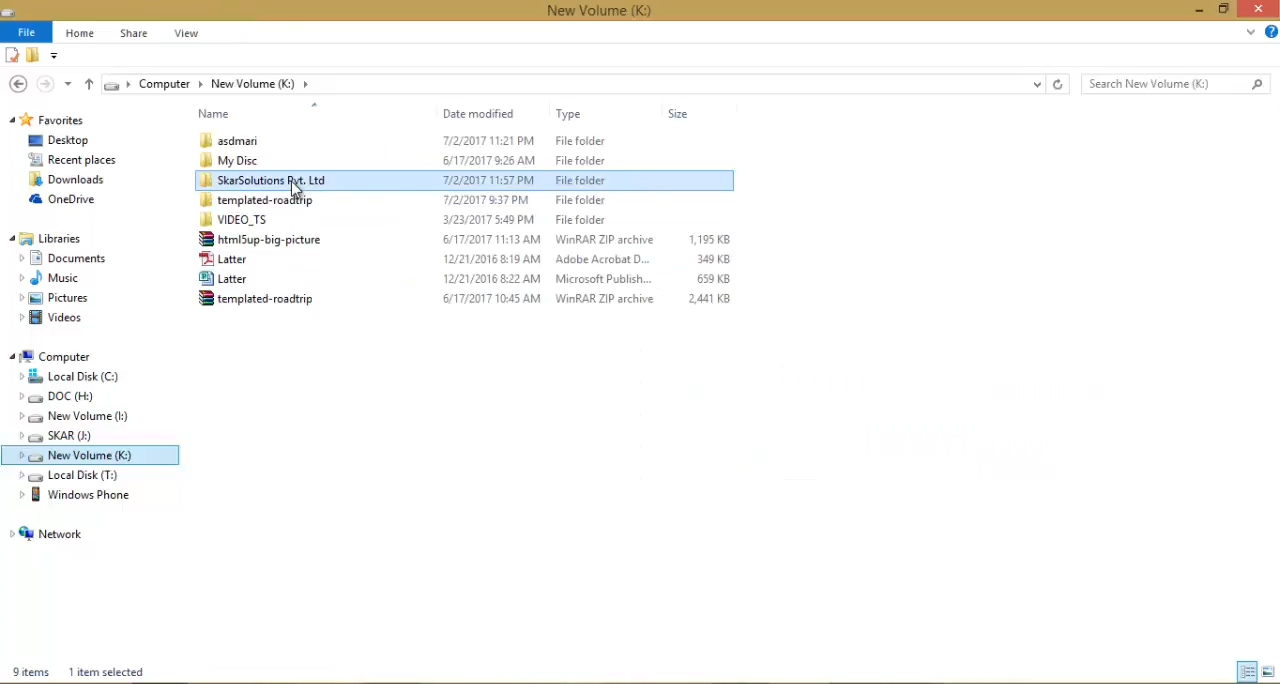 New Volume (K:)
File Home Share View
Computer New Volume (K:) Search New Volume (K:)
Name Date modified Type Size
Favorites
Desktop
Recent places
Downloads
OneDrive
Libraries
Documents
Music
Pictures
Videos
Computer
Local Disk (C:)
DOC (H:)
New Volume (I:)
SKAR (J:)
New Volume (K:)
Local Disk (T:)
Windows Phone
Network
asdmari 7/2/2017 11:21 PM File folder
My Disc 6/17/2017 9:26 AM File folder
SkarSolutions Pvt. Ltd 7/2/2017 11:57 PM File folder
templated-roadtrip 7/2/2017 9:37 PM File folder
VIDEO_TS 3/23/2017 5:49 PM File folder
html5up-big-picture 6/17/2017 11:13 AM WinRAR ZIP archive 1,195 KB
Latter 12/21/2016 8:19 AM Adobe Acrobat D... 349 KB
Latter 12/21/2016 8:22 AM Microsoft Publish... 659 KB
templated-roadtrip 6/17/2017 10:45 AM WinRAR ZIP archive 2,441 KB
9 items 1 item selected